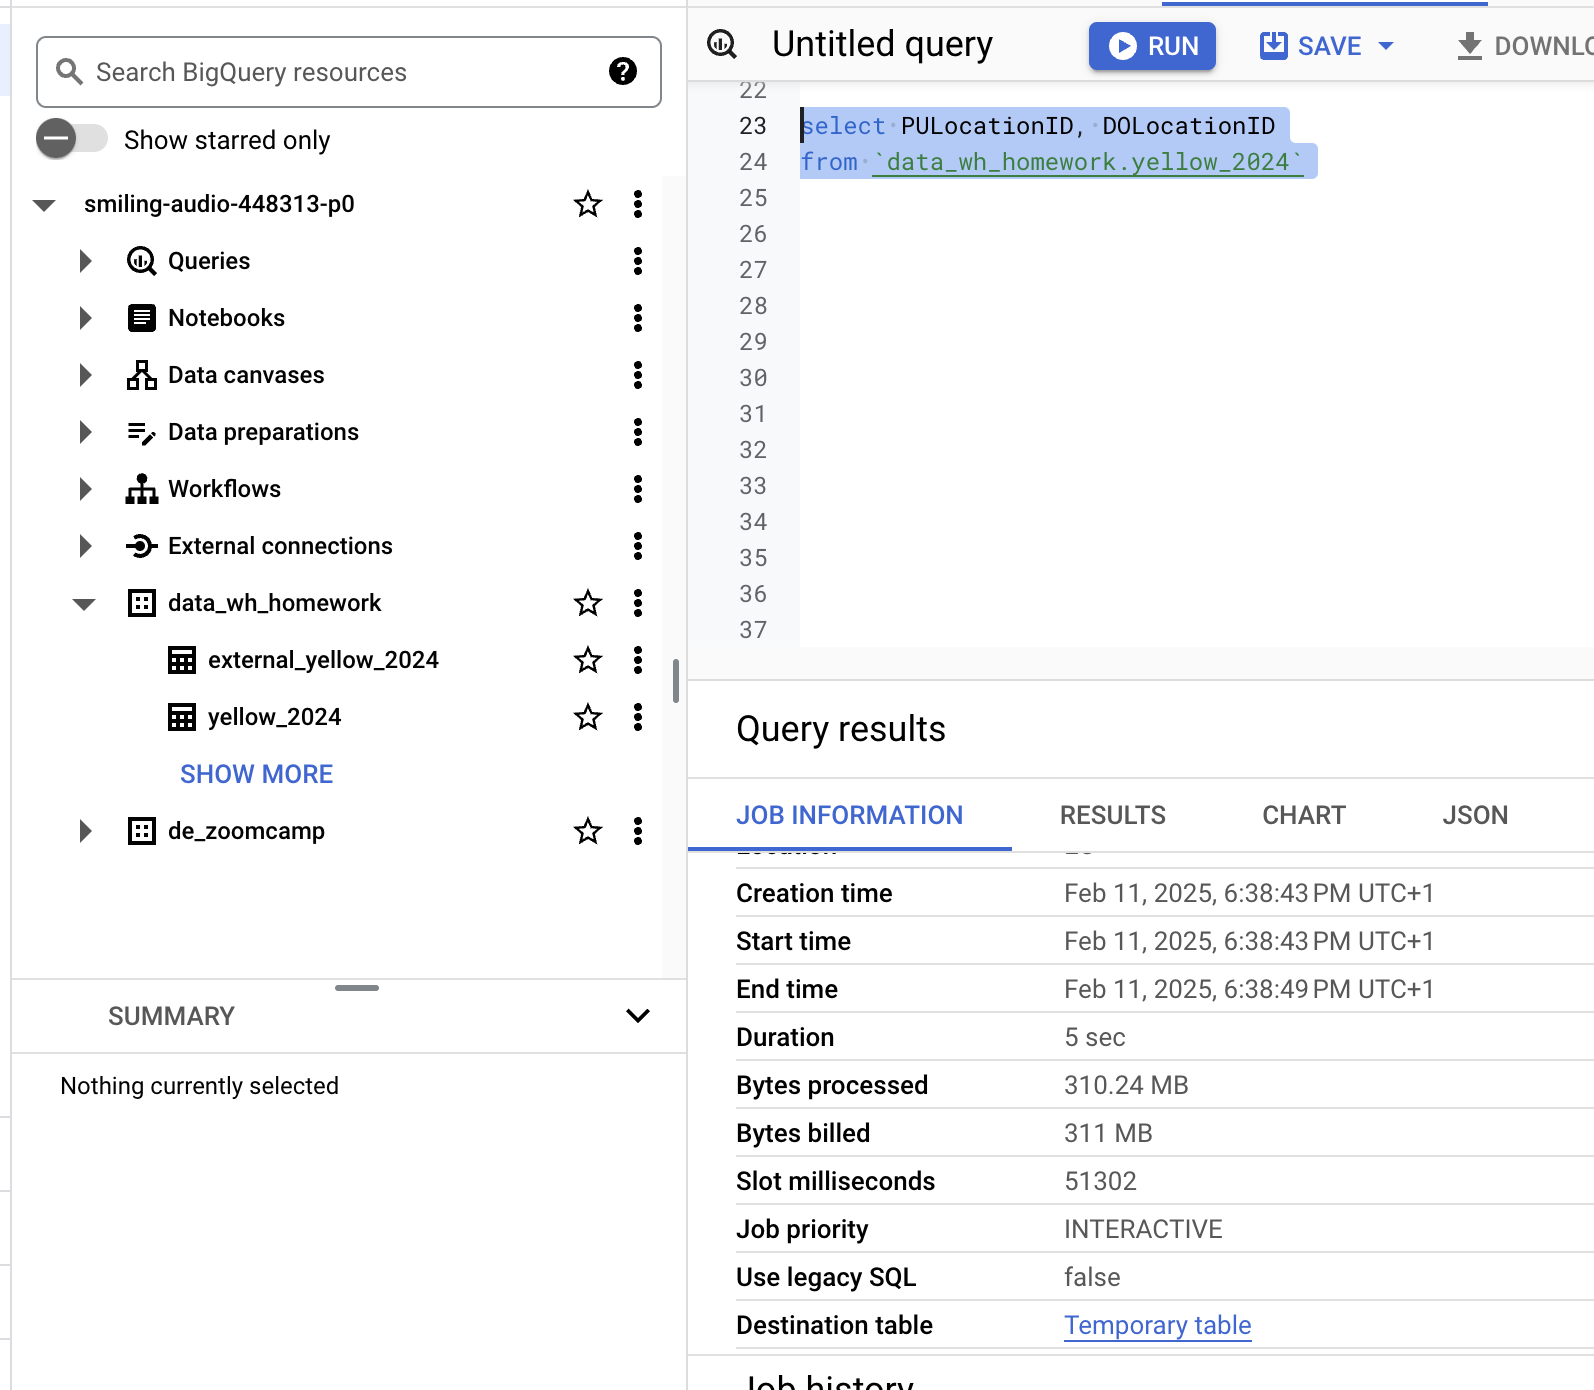 Search BigQuery resources
Show starred only
smiling-audio-448313-p0
Queries
Notebooks
Data canvases
Data preparations
Workflows
External connections
data_wh_homework
external_yellow_2024
yellow_2024
SHOW MORE
de_zoomcamp
SUMMARY
Nothing currently selected
Untitled query
RUN
SAVE
DOWNLO
22
23 select PULocationID, DOLocationID
24 from `data_wh_homework.yellow_2024`
25
26
27
28
29
30
31
32
33
34
35
36
37
Query results
JOB INFORMATION RESULTS CHART JSON
Creation time Feb 11, 2025, 6:38:43 PM UTC+1
Start time Feb 11, 2025, 6:38:43 PM UTC+1
End time Feb 11, 2025, 6:38:49 PM UTC+1
Duration 5 sec
Bytes processed 310.24 MB
Bytes billed 311 MB
Slot milliseconds 51302
Job priority INTERACTIVE
Use legacy SQL false
Destination table Temporary table
Job history